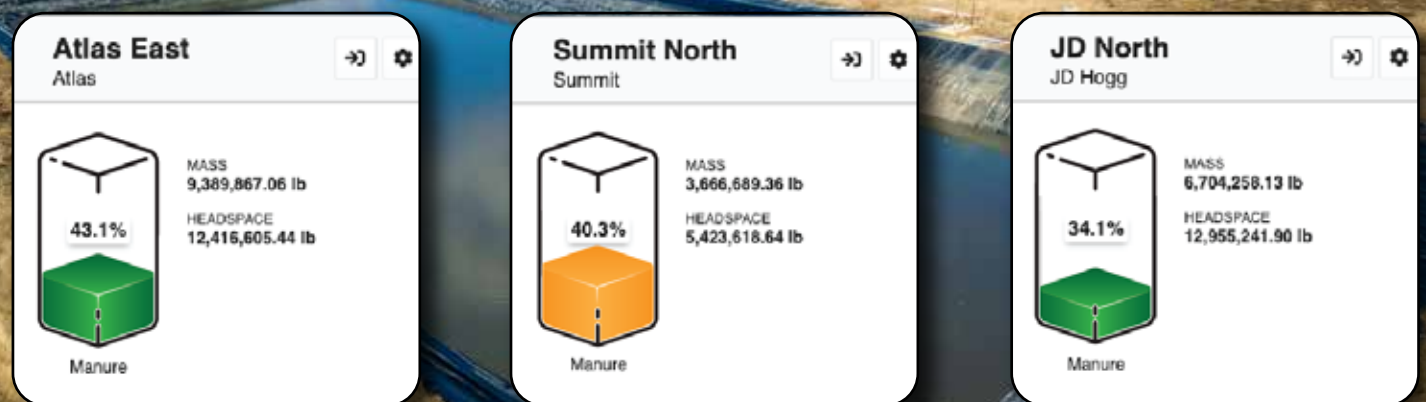 Atlas East
Atlas
MASS
9,389,867.06 lb
HEADSPACE
12,416,605.44 lb
43.1%
Manure
Summit North
Summit
MASS
3,666,689.36 lb
HEADSPACE
5,423,618.64 lb
40.3%
Manure
JD North
JD Hogg
MASS
6,704,258.13 lb
HEADSPACE
12,955,241.90 lb
34.1%
Manure